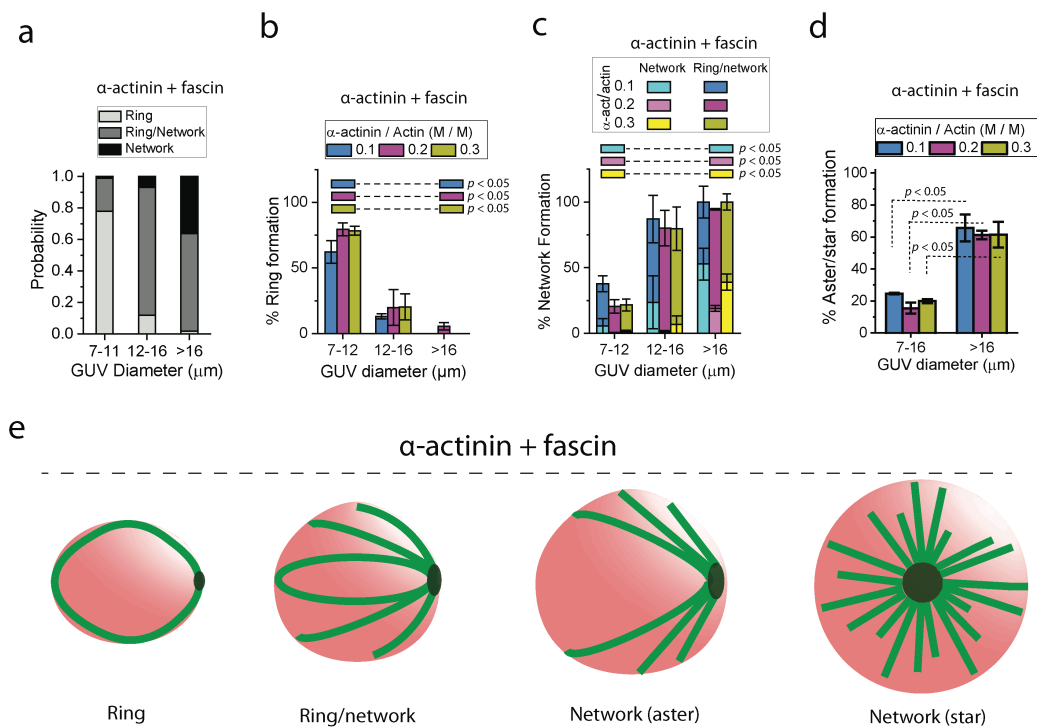 a
α-actinin + fascin
Ring
Ring/Network
Network
Probability
1.0
0.8
0.6
0.4
0.2
0.0
7-11 12-16 >16
GUV Diameter (μm)
b
α-actinin + fascin
α-actinin / Actin (M / M)
0.1 0.2 0.3
p < 0.05
p < 0.05
p < 0.05
% Ring formation
100
50
0
7-12 12-16 >16
GUV diameter (μm)
c
α-actinin + fascin
Network Ring/network
α-act/actin
0.1
0.2
0.3
p < 0.05
p < 0.05
p < 0.05
% Network Formation
100
50
0
7-12 12-16 >16
GUV diameter (μm)
d
α-actinin + fascin
α-actinin / Actin (M / M)
0.1 0.2 0.3
p < 0.05
p < 0.05
p < 0.05
% Aster/star formation
100
80
60
40
20
0
7-16 >16
GUV diameter (μm)
e
α-actinin + fascin
Ring
Ring/network
Network (aster)
Network (star)